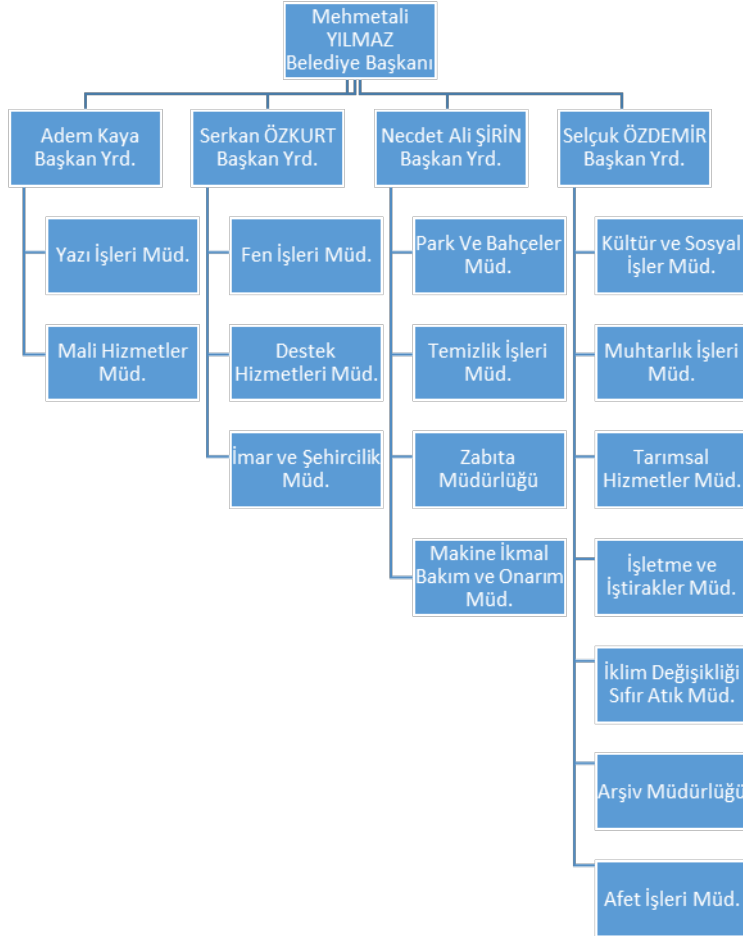 Mehmetali
YILMAZ
Belediye Başkanı
Adem Kaya
Başkan Yrd.
Serkan ÖZKURT
Başkan Yrd.
Necdet Ali ŞİRİN
Başkan Yrd.
Selçuk ÖZDEMİR
Başkan Yrd.
Yazı İşleri Müd.
Mali Hizmetler
Müd.
Fen İşleri Müd.
Destek
Hizmetleri Müd.
İmar ve Şehircilik
Müd.
Park Ve Bahçeler
Müd.
Temizlik İşleri
Müd.
Zabıta
Müdürlüğü
Makine İkmal
Bakım ve Onarım
Müd.
Kültür ve Sosyal
İşler Müd.
Muhtarlık İşleri
Müd.
Tarımsal
Hizmetler Müd.
İşletme ve
İştirakler Müd.
İklim Değişikliği
Sıfır Atık Müd.
Arşiv Müdürlüğü
Afet İşleri Müd.